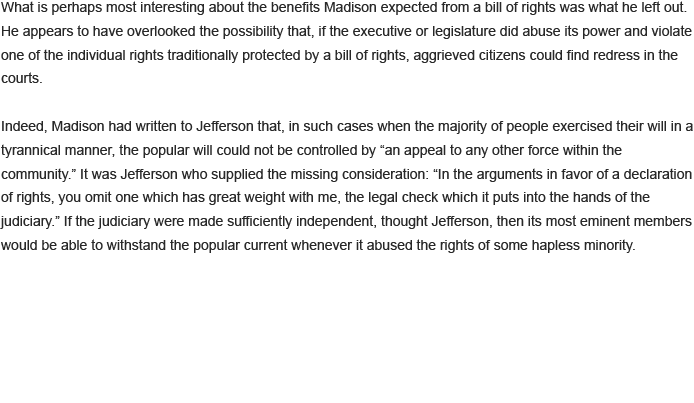 What is perhaps most interesting about the benefits Madison expected from a bill of rights was what he left out.
He appears to have overlooked the possibility that, if the executive or legislature did abuse its power and violate
one of the individual rights traditionally protected by a bill of rights, aggrieved citizens could find redress in the
courts.
Indeed, Madison had written to Jefferson that, in such cases when the majority of people exercised their will in a
tyrannical manner, the popular will could not be controlled by “an appeal to any other force within the
community.” It was Jefferson who supplied the missing consideration: “In the arguments in favor of a declaration
of rights, you omit one which has great weight with me, the legal check which it puts into the hands of the
judiciary.” If the judiciary were made sufficiently independent, thought Jefferson, then its most eminent members
would be able to withstand the popular current whenever it abused the rights of some hapless minority.